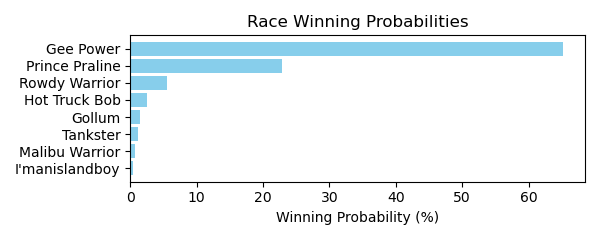 Race Winning Probabilities
Gee Power
Prince Praline
Rowdy Warrior
Hot Truck Bob
Gollum
Tankster
Malibu Warrior
I'manislandboy
0 10 20 30 40 50 60
Winning Probability (%)